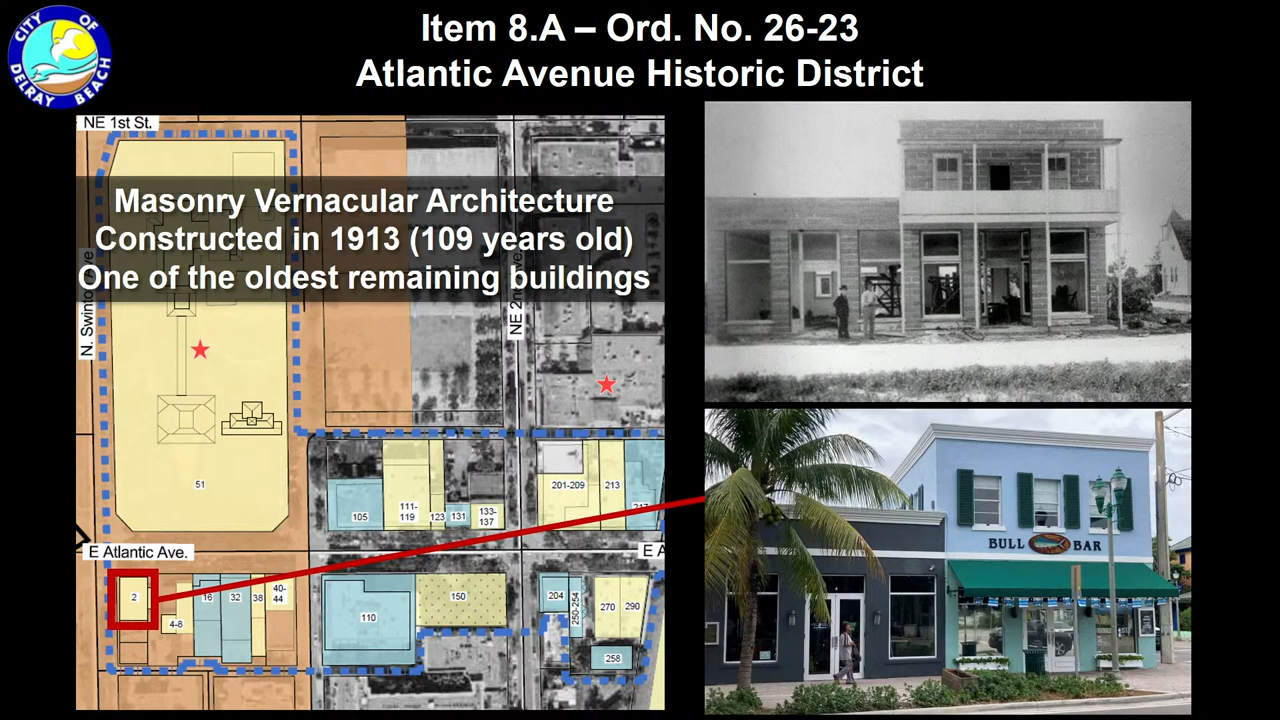 CITY OF
DELRAY BEACH
Item 8.A – Ord. No. 26-23
Atlantic Avenue Historic District
NE 1st St.
Masonry Vernacular Architecture
Constructed in 1913 (109 years old)
One of the oldest remaining buildings
N. Swinton Ave
NE 2nd Ave
51
105
111-
119
123
131
133-
137
201-209
213
217
E Atlantic Ave.
E A
2
4-8
16
32
38
40-
44
110
150
204
250-254
270
290
258
BULL BAR